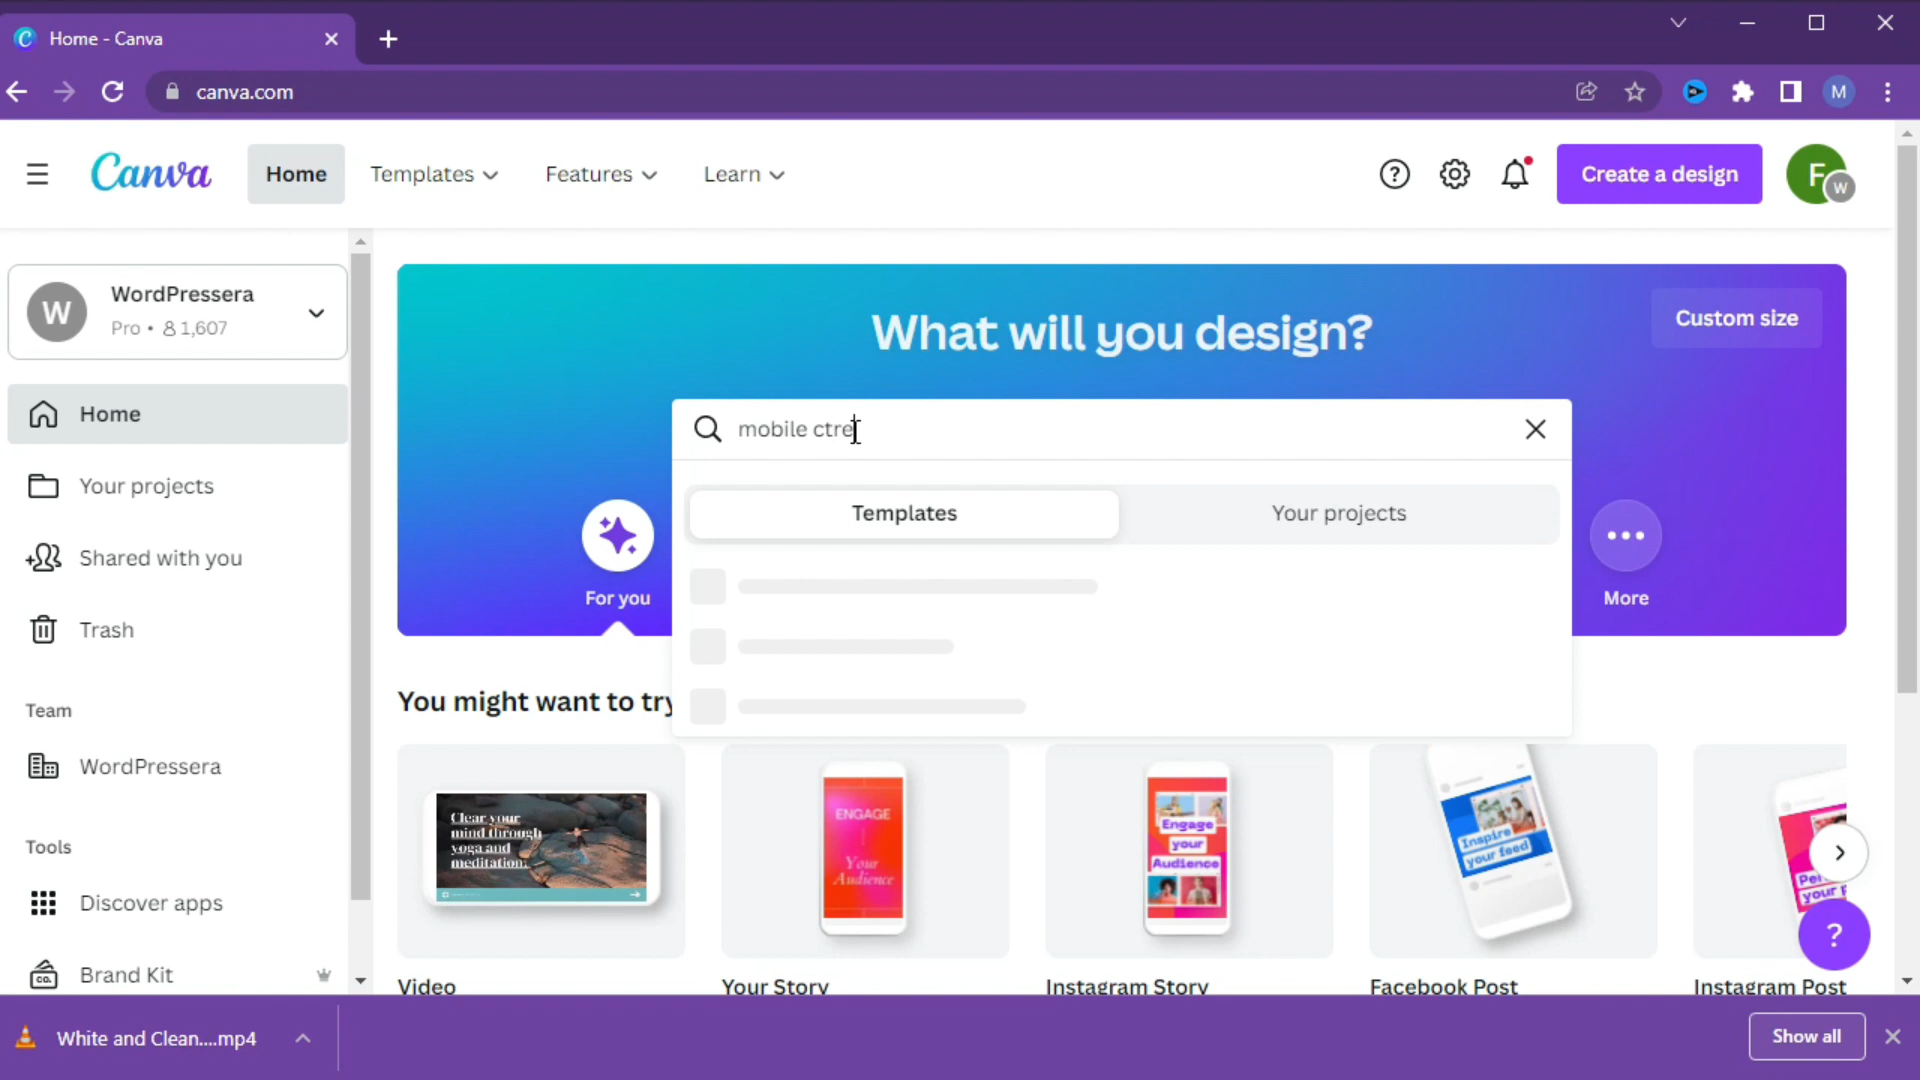 Home - Canva
canva.com
M
Canva
Home
Templates
Features
Learn
Create a design
F
W
W
WordPressera
Pro • 1,607
Home
Your projects
Shared with you
Trash
Team
WordPressera
Tools
Discover apps
Brand Kit
CO.
What will you design?
Custom size
mobile ctre
Templates
Your projects
For you
More
You might want to try
Clear your
mind through
yoga and
meditation.
ENGAGE
Your
Audience
Engage
your
Audience
Inspire
your feed
your
?
Video
Your Story
Instagram Story
Facebook Post
Instagram Post
White and Clean....mp4
Show all